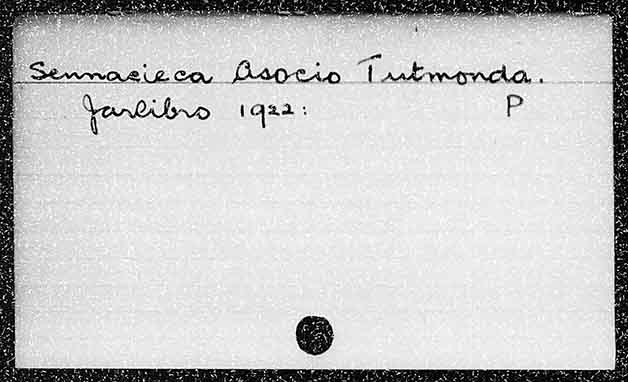 Sennacieca Asocio Tutmonda.
Jarlibro 1922: P